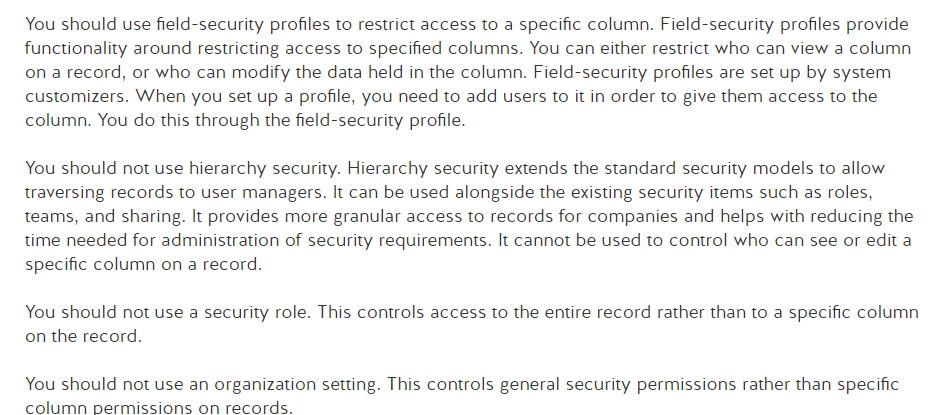 You should use field-security profiles to restrict access to a specific column. Field-security profiles provide
functionality around restricting access to specified columns. You can either restrict who can view a column
on a record, or who can modify the data held in the column. Field-security profiles are set up by system
customizers. When you set up a profile, you need to add users to it in order to give them access to the
column. You do this through the field-security profile.
You should not use hierarchy security. Hierarchy security extends the standard security models to allow
traversing records to user managers. It can be used alongside the existing security items such as roles,
teams, and sharing. It provides more granular access to records for companies and helps with reducing the
time needed for administration of security requirements. It cannot be used to control who can see or edit a
specific column on a record.
You should not use a security role. This controls access to the entire record rather than to a specific column
on the record.
You should not use an organization setting. This controls general security permissions rather than specific
column permissions on records.